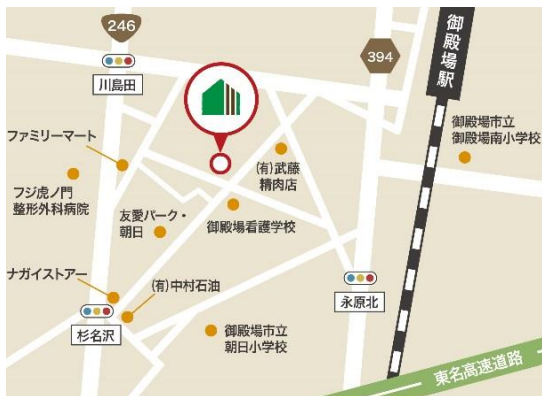 246
川島田
394
御殿場駅
ファミリーマート
(有)武藤
精肉店
御殿場市立
御殿場南小学校
フジ虎ノ門
整形外科病院
友愛パーク・
朝日
御殿場看護学校
ナガイストアー
(有)中村石油
永原北
杉名沢
御殿場市立
朝日小学校
東名高速道路